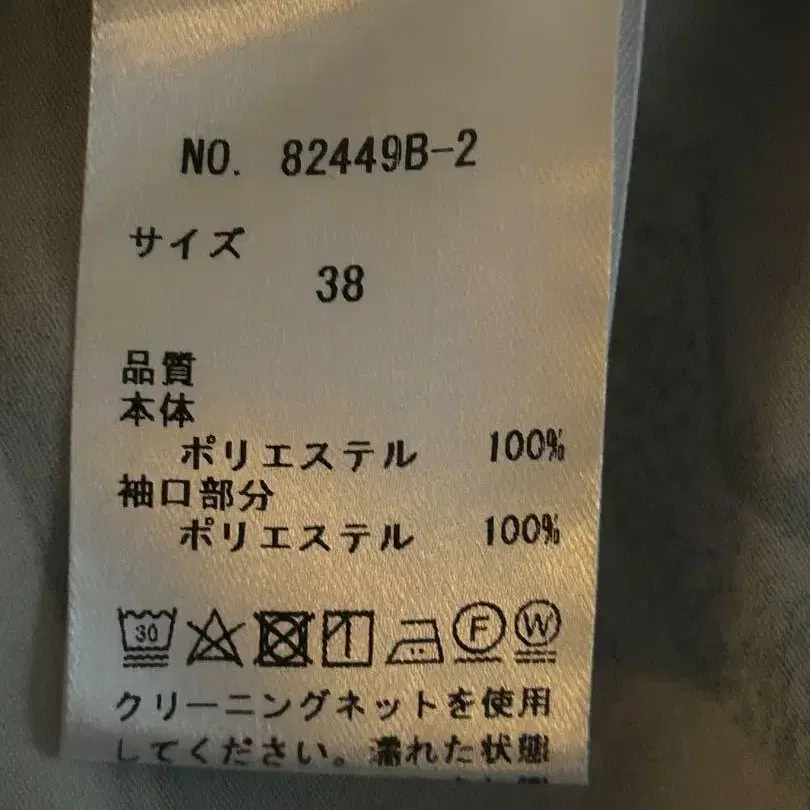 NO. 82449B-2
サイズ
38
品質
本体
ポリエステル 100%
袖口部分
ポリエステル 100%
30 F W
クリーニングネットを使用
してください。濡れた状態